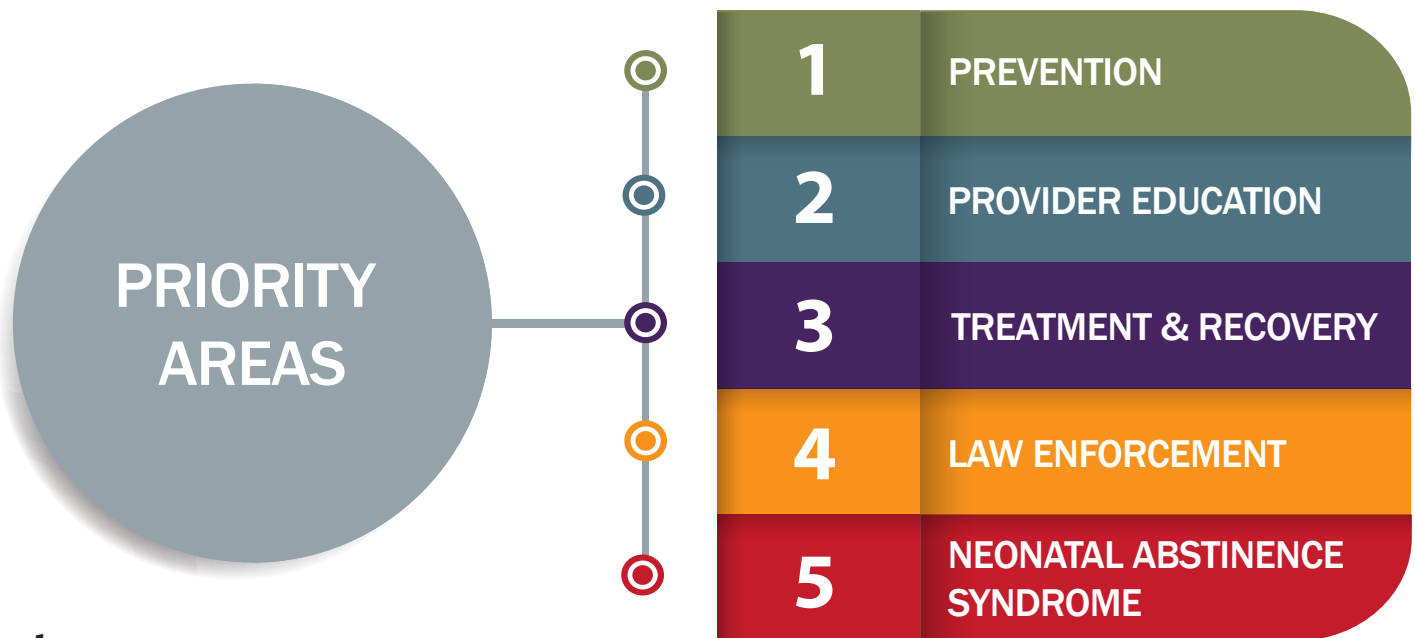 PRIORITY
AREAS
1
PREVENTION
2
PROVIDER EDUCATION
3
TREATMENT & RECOVERY
4
LAW ENFORCEMENT
5
NEONATAL ABSTINENCE
SYNDROME